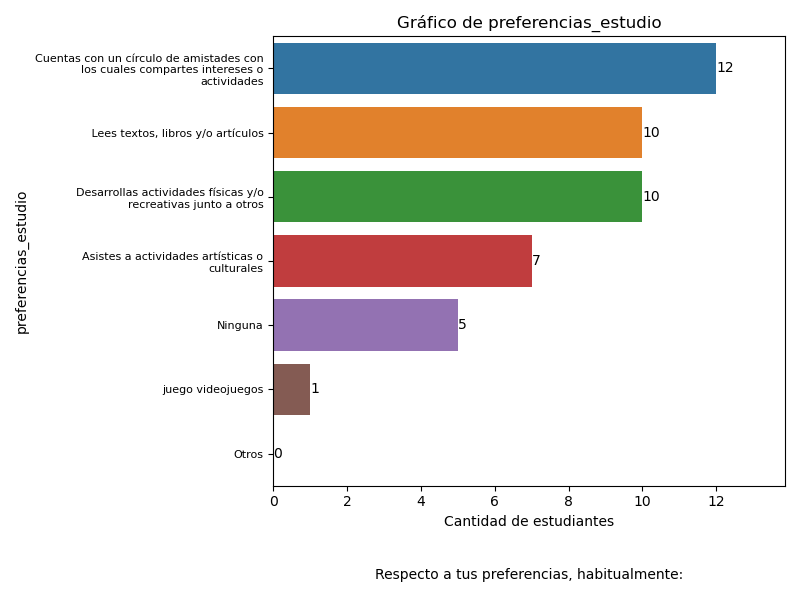 Gráfico de preferencias_estudio
Cuentas con un círculo de amistades con
los cuales compartes intereses o
actividades
12
Lees textos, libros y/o artículos
10
Desarrollas actividades físicas y/o
recreativas junto a otros
10
Asistes a actividades artísticas o
culturales
7
Ninguna
5
juego videojuegos
1
Otros
0
preferencias_estudio
0 2 4 6 8 10 12
Cantidad de estudiantes
Respecto a tus preferencias, habitualmente: